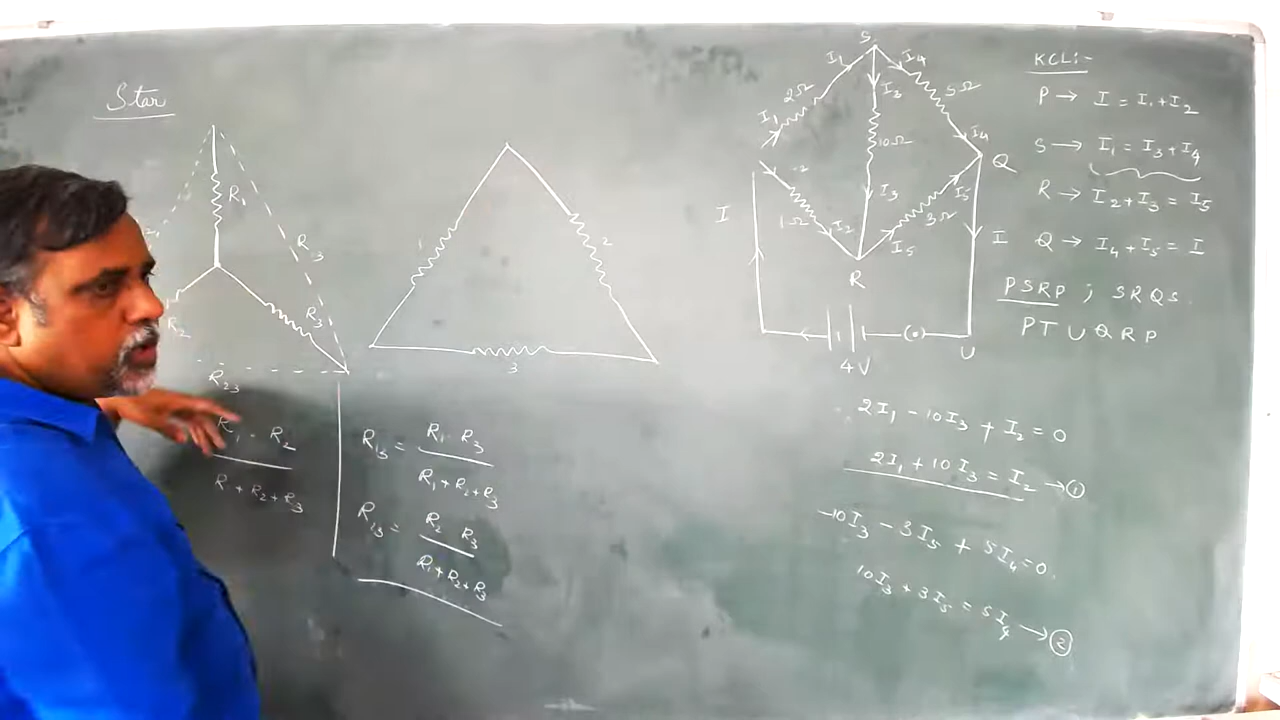 Star
R₁
R₃
R₃
R₂
R₂₃
R₁ · R₂
R + R₂ + R₃
R₁₃ = R₁ · R₃
R₁ + R₂ + R₃
R₁₃ = R₂ R₃
R₁ + R₂ + R₃
1
2
3
S
I₁
I₄
2Ω
I₃
5Ω
I₁
10Ω
I₄
Q
I₃
I₅
I
1Ω
I₂
3Ω
I₅
I
R
4V
U
KCL:-
P → I = I₁ + I₂
S → I₁ = I₃ + I₄
R → I₂ + I₃ = I₅
Q → I₄ + I₅ = I
PSRP ; SRQS.
PTUQRP
2I₁ - 10I₃ + I₂ = 0
2I₁ + 10I₃ = I₂ → ①
-10I₃ - 3I₅ + 5I₄ = 0.
10I₃ + 3I₅ = 5I₄ → ②